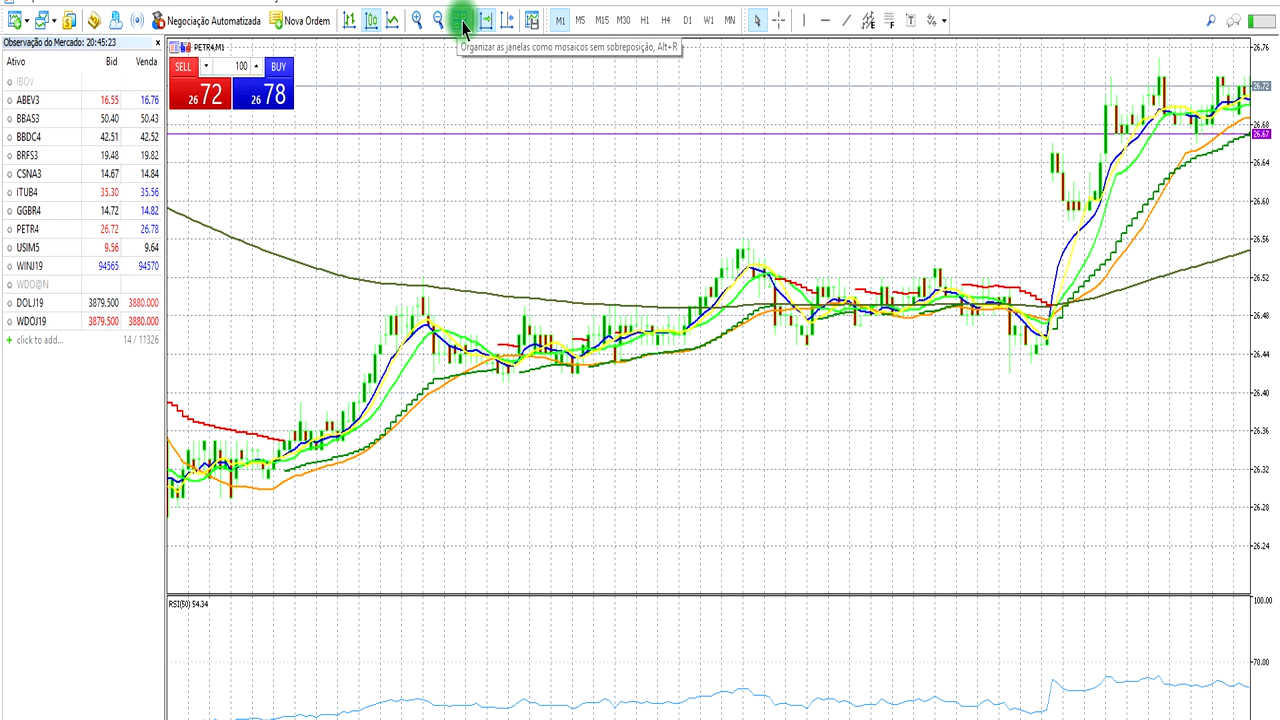 Negociação Automatizada
Nova Ordem
M1 M5 M15 M30 H1 H4 D1 W1 MN
Organizar as janelas como mosaicos sem sobreposição, Alt+R
Observação do Mercado: 20:45:23
Ativo Bid Venda
IBOV
ABEV3 16.55 16.76
BBAS3 50.40 50.43
BBDC4 42.51 42.52
BRFS3 19.48 19.82
CSNA3 14.67 14.84
ITUB4 35.30 35.56
GGBR4 14.72 14.82
PETR4 26.72 26.78
USIM5 9.56 9.64
WINJ19 94565 94570
WDO@N
DOLJ19 3879.500 3880.000
WDOJ19 3879.500 3880.000
click to add... 14 / 11326
PETR4,M1
SELL 100 BUY
26 72 26 78
26.76
26.72
26.68
26.67
26.64
26.60
26.56
26.52
26.48
26.44
26.40
26.36
26.32
26.28
26.24
RSI(50) 54.34
100.00
70.00